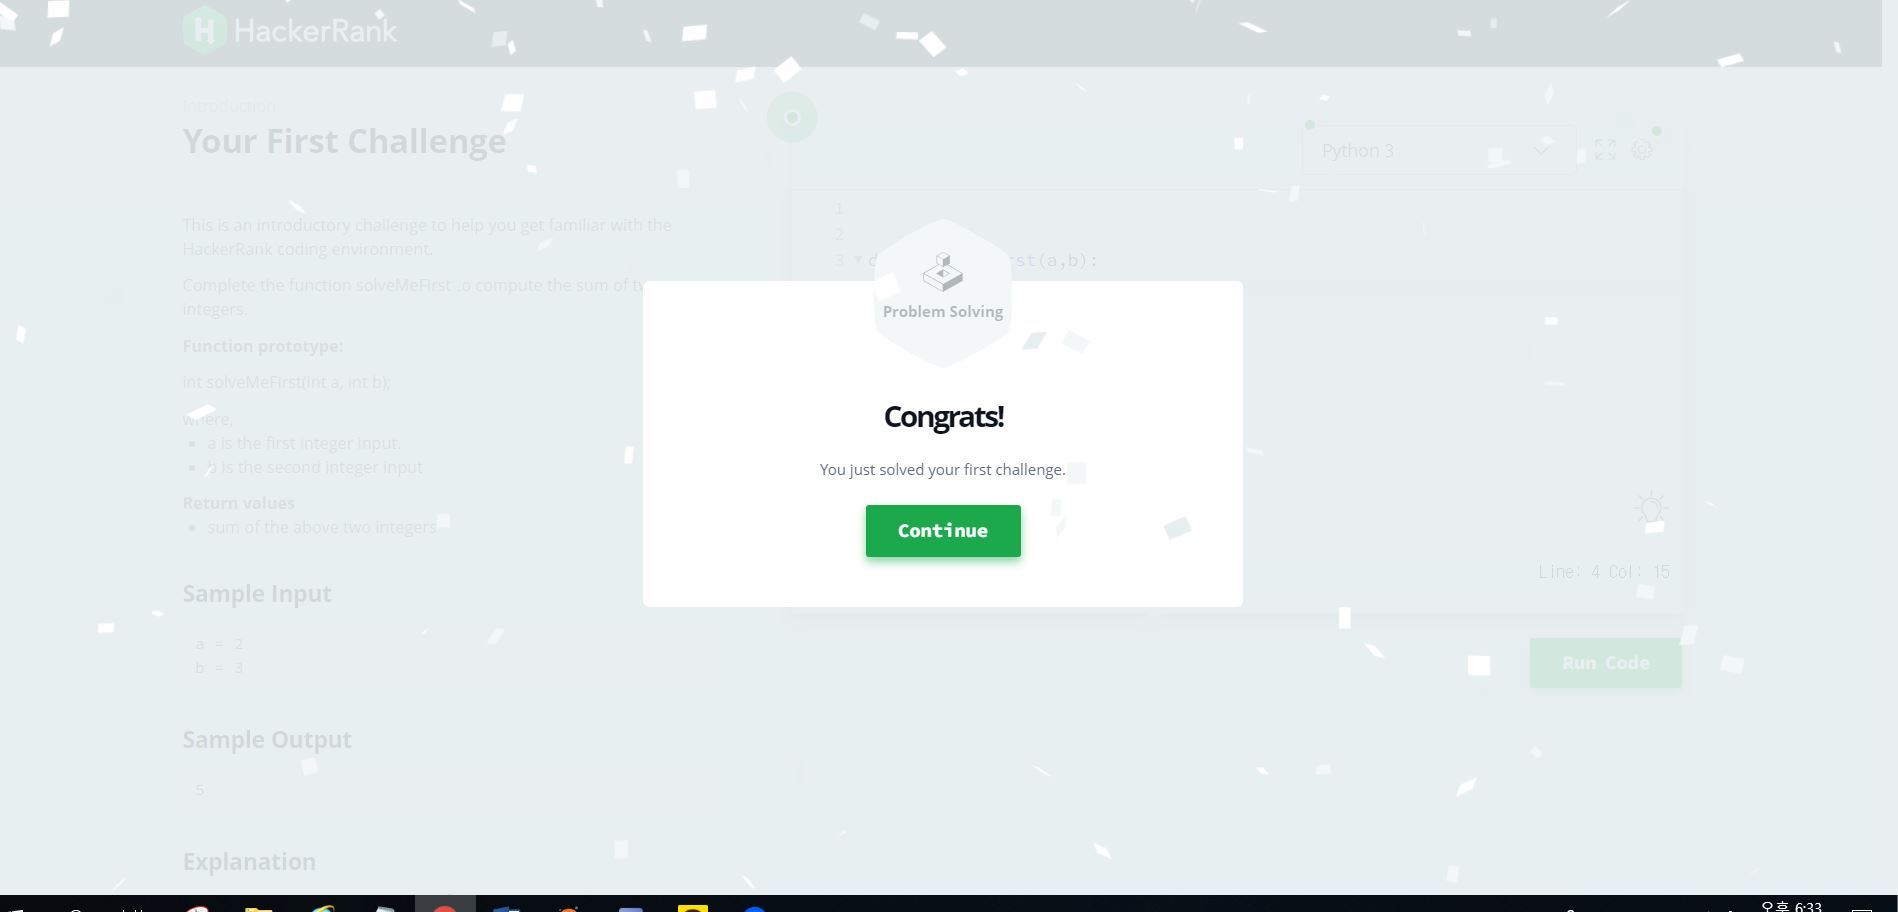 HackerRank
Introduction
Your First Challenge
Python 3
This is an introductory challenge to help you get familiar with the
HackerRank coding environment.
Complete the function solveMeFirst .o compute the sum of
integers.
Function prototype:
int solveMeFirst(int a, int b);
where,
a is the first integer input.
b is the second integer input
Return values
sum of the above two integers
Sample Input
a = 2
b = 3
Sample Output
5
Explanation
1
2
3
rst(a,b):
Problem Solving
Congrats!
You just solved your first challenge.
Continue
Line: 4 Col: 15
Run Code
오후 6:33